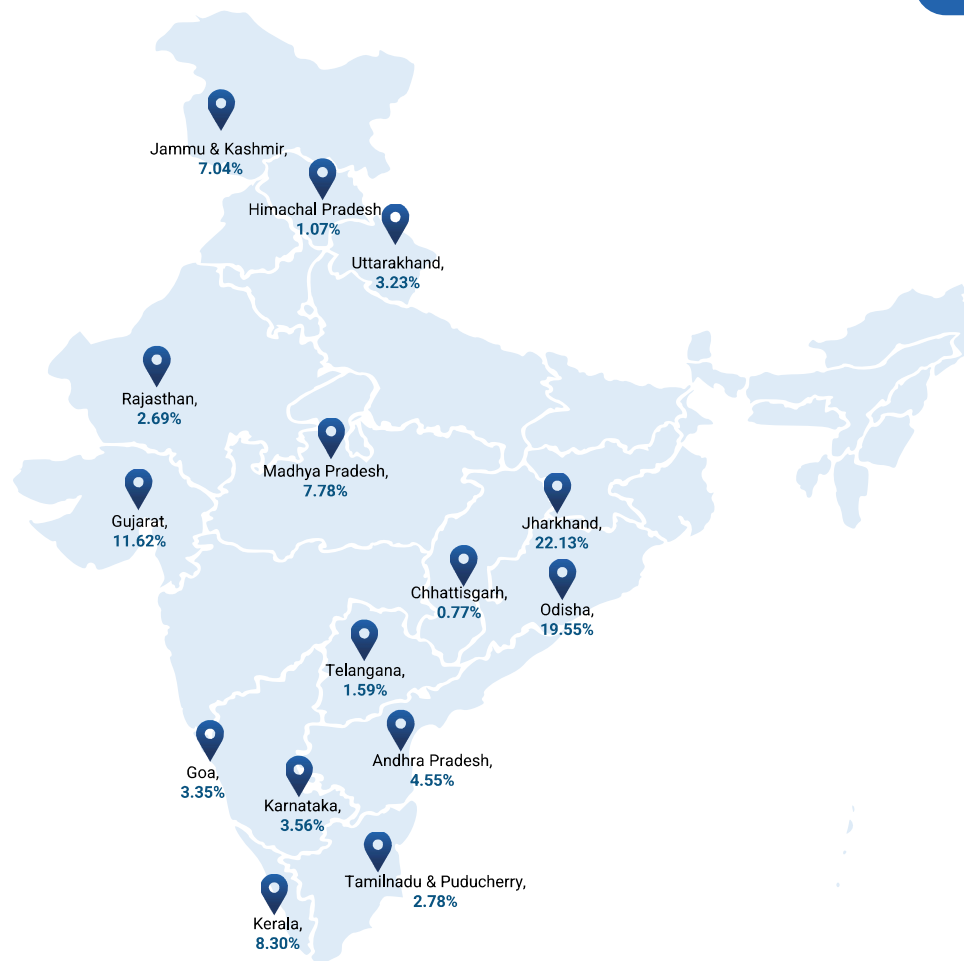 Jammu & Kashmir,
7.04%
Himachal Pradesh
1.07%
Uttarakhand,
3.23%
Rajasthan,
2.69%
Madhya Pradesh,
7.78%
Gujarat,
11.62%
Jharkhand,
22.13%
Chhattisgarh,
0.77%
Odisha,
19.55%
Telangana,
1.59%
Andhra Pradesh,
4.55%
Goa,
3.35%
Karnataka,
3.56%
Tamilnadu & Puducherry,
2.78%
Kerala,
8.30%